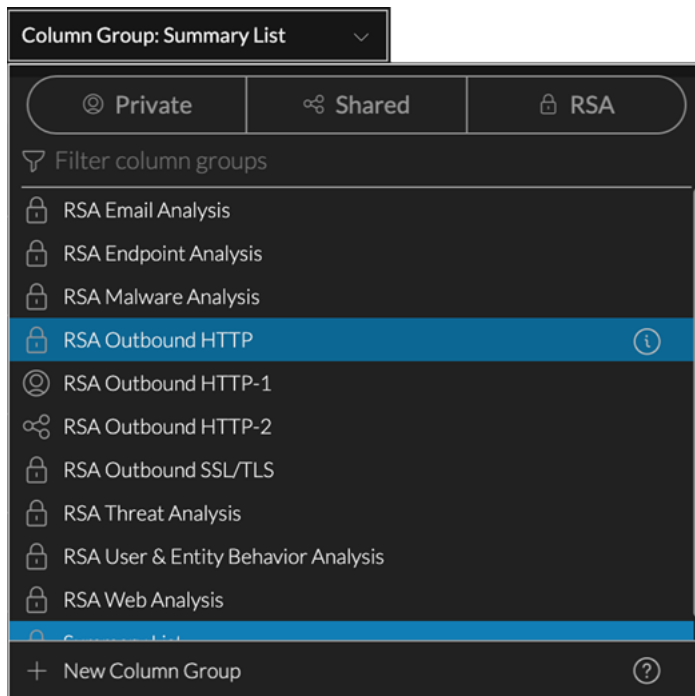 Column Group: Summary List
Private
Shared
RSA
Filter column groups
RSA Email Analysis
RSA Endpoint Analysis
RSA Malware Analysis
RSA Outbound HTTP
RSA Outbound HTTP-1
RSA Outbound HTTP-2
RSA Outbound SSL/TLS
RSA Threat Analysis
RSA User & Entity Behavior Analysis
RSA Web Analysis
Summary List
New Column Group